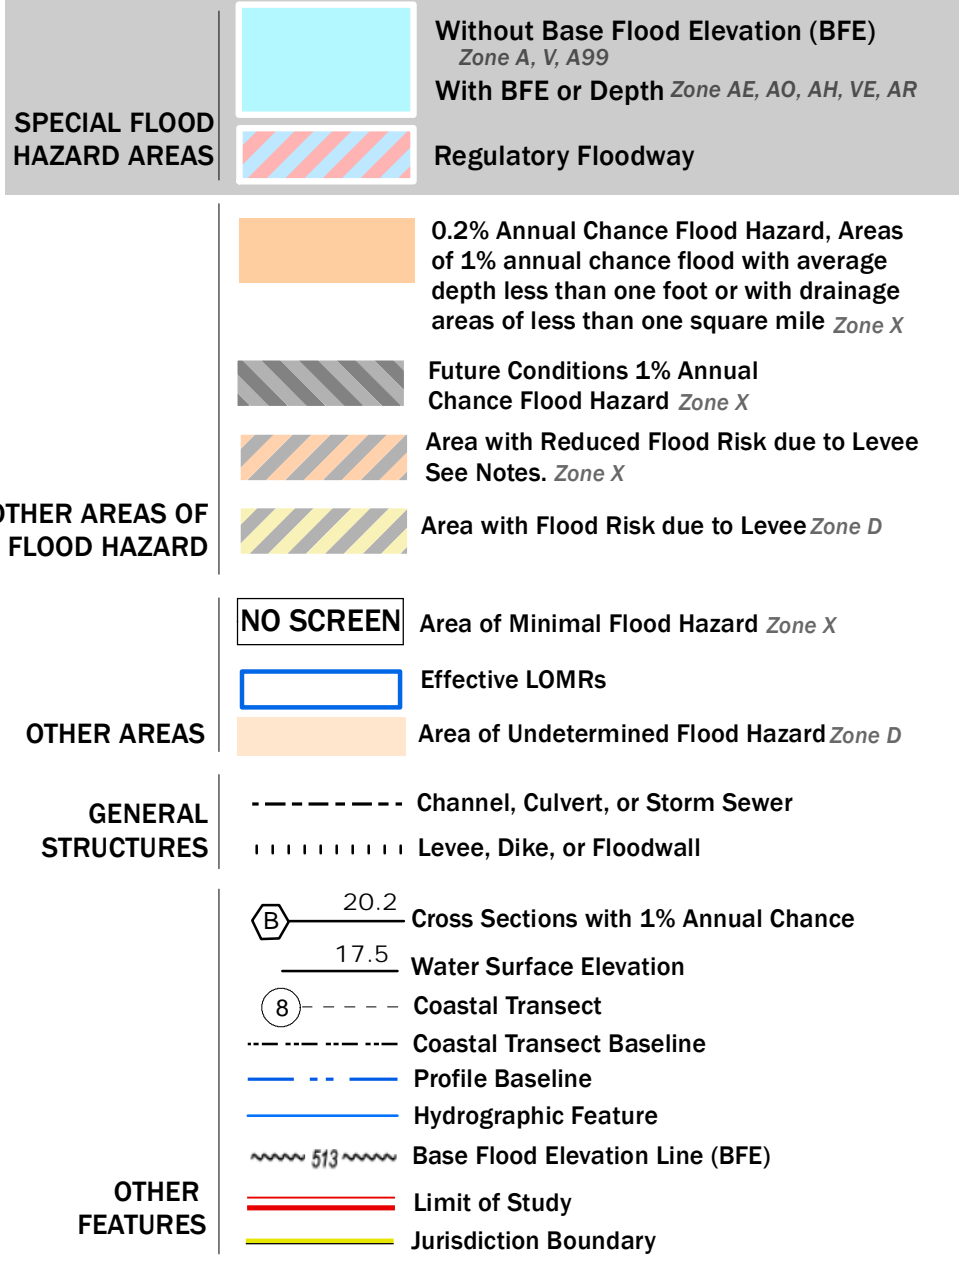 SPECIAL FLOOD
HAZARD AREAS
Without Base Flood Elevation (BFE)
Zone A, V, A99
With BFE or Depth Zone AE, AO, AH, VE, AR
Regulatory Floodway
OTHER AREAS OF
FLOOD HAZARD
0.2% Annual Chance Flood Hazard, Areas
of 1% annual chance flood with average
depth less than one foot or with drainage
areas of less than one square mile Zone X
Future Conditions 1% Annual
Chance Flood Hazard Zone X
Area with Reduced Flood Risk due to Levee
See Notes. Zone X
Area with Flood Risk due to Levee Zone D
OTHER AREAS
NO SCREEN Area of Minimal Flood Hazard Zone X
Effective LOMRs
Area of Undetermined Flood Hazard Zone D
GENERAL
STRUCTURES
Channel, Culvert, or Storm Sewer
Levee, Dike, or Floodwall
OTHER
FEATURES
B 20.2 Cross Sections with 1% Annual Chance
17.5 Water Surface Elevation
8 Coastal Transect
Coastal Transect Baseline
Profile Baseline
Hydrographic Feature
513 Base Flood Elevation Line (BFE)
Limit of Study
Jurisdiction Boundary